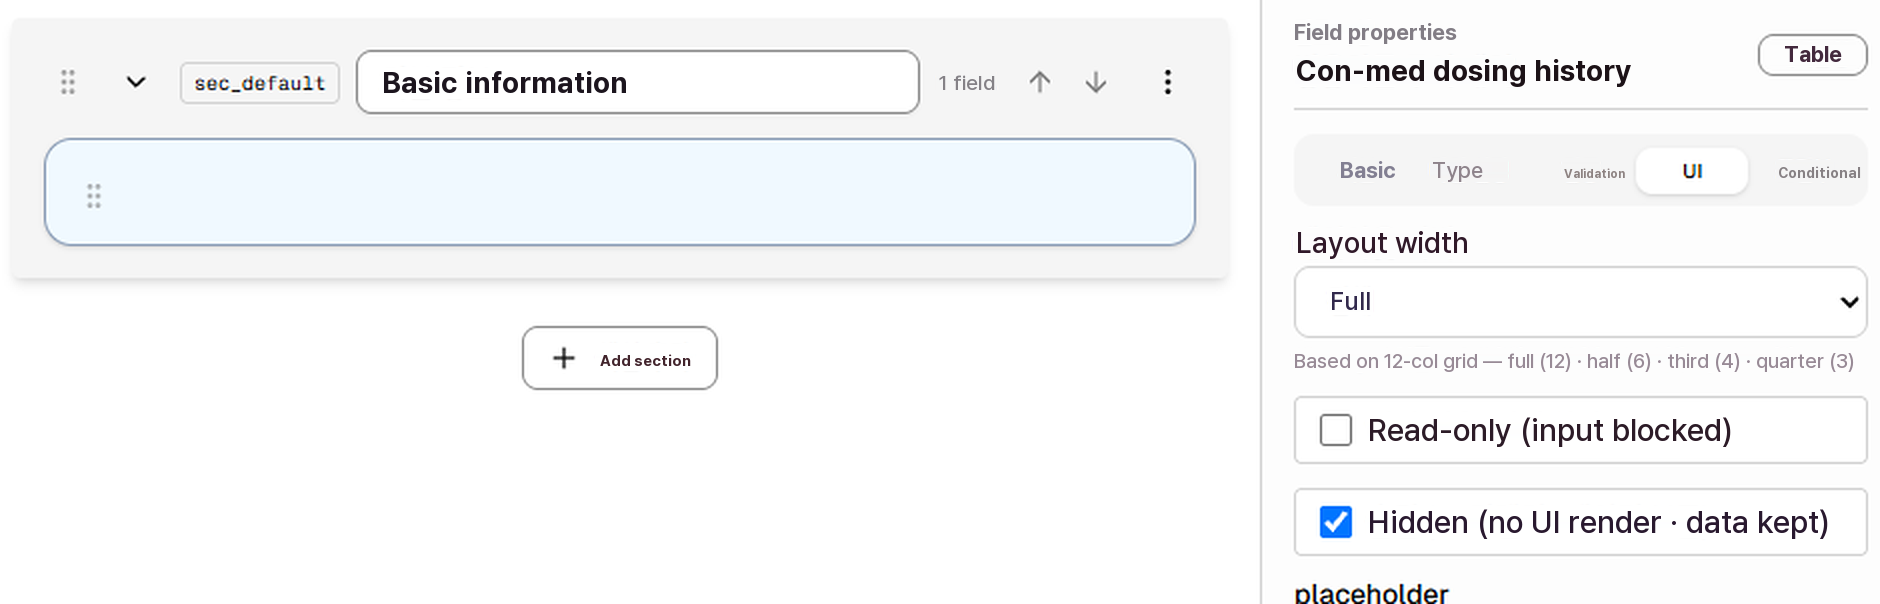 sec_default
Basic information
1 field
Add section
Field properties
Con-med dosing history
Table
Basic Type Validation UI Conditional
Layout width
Full
Based on 12-col grid — full (12) · half (6) · third (4) · quarter (3)
Read-only (input blocked)
Hidden (no UI render · data kept)
placeholder